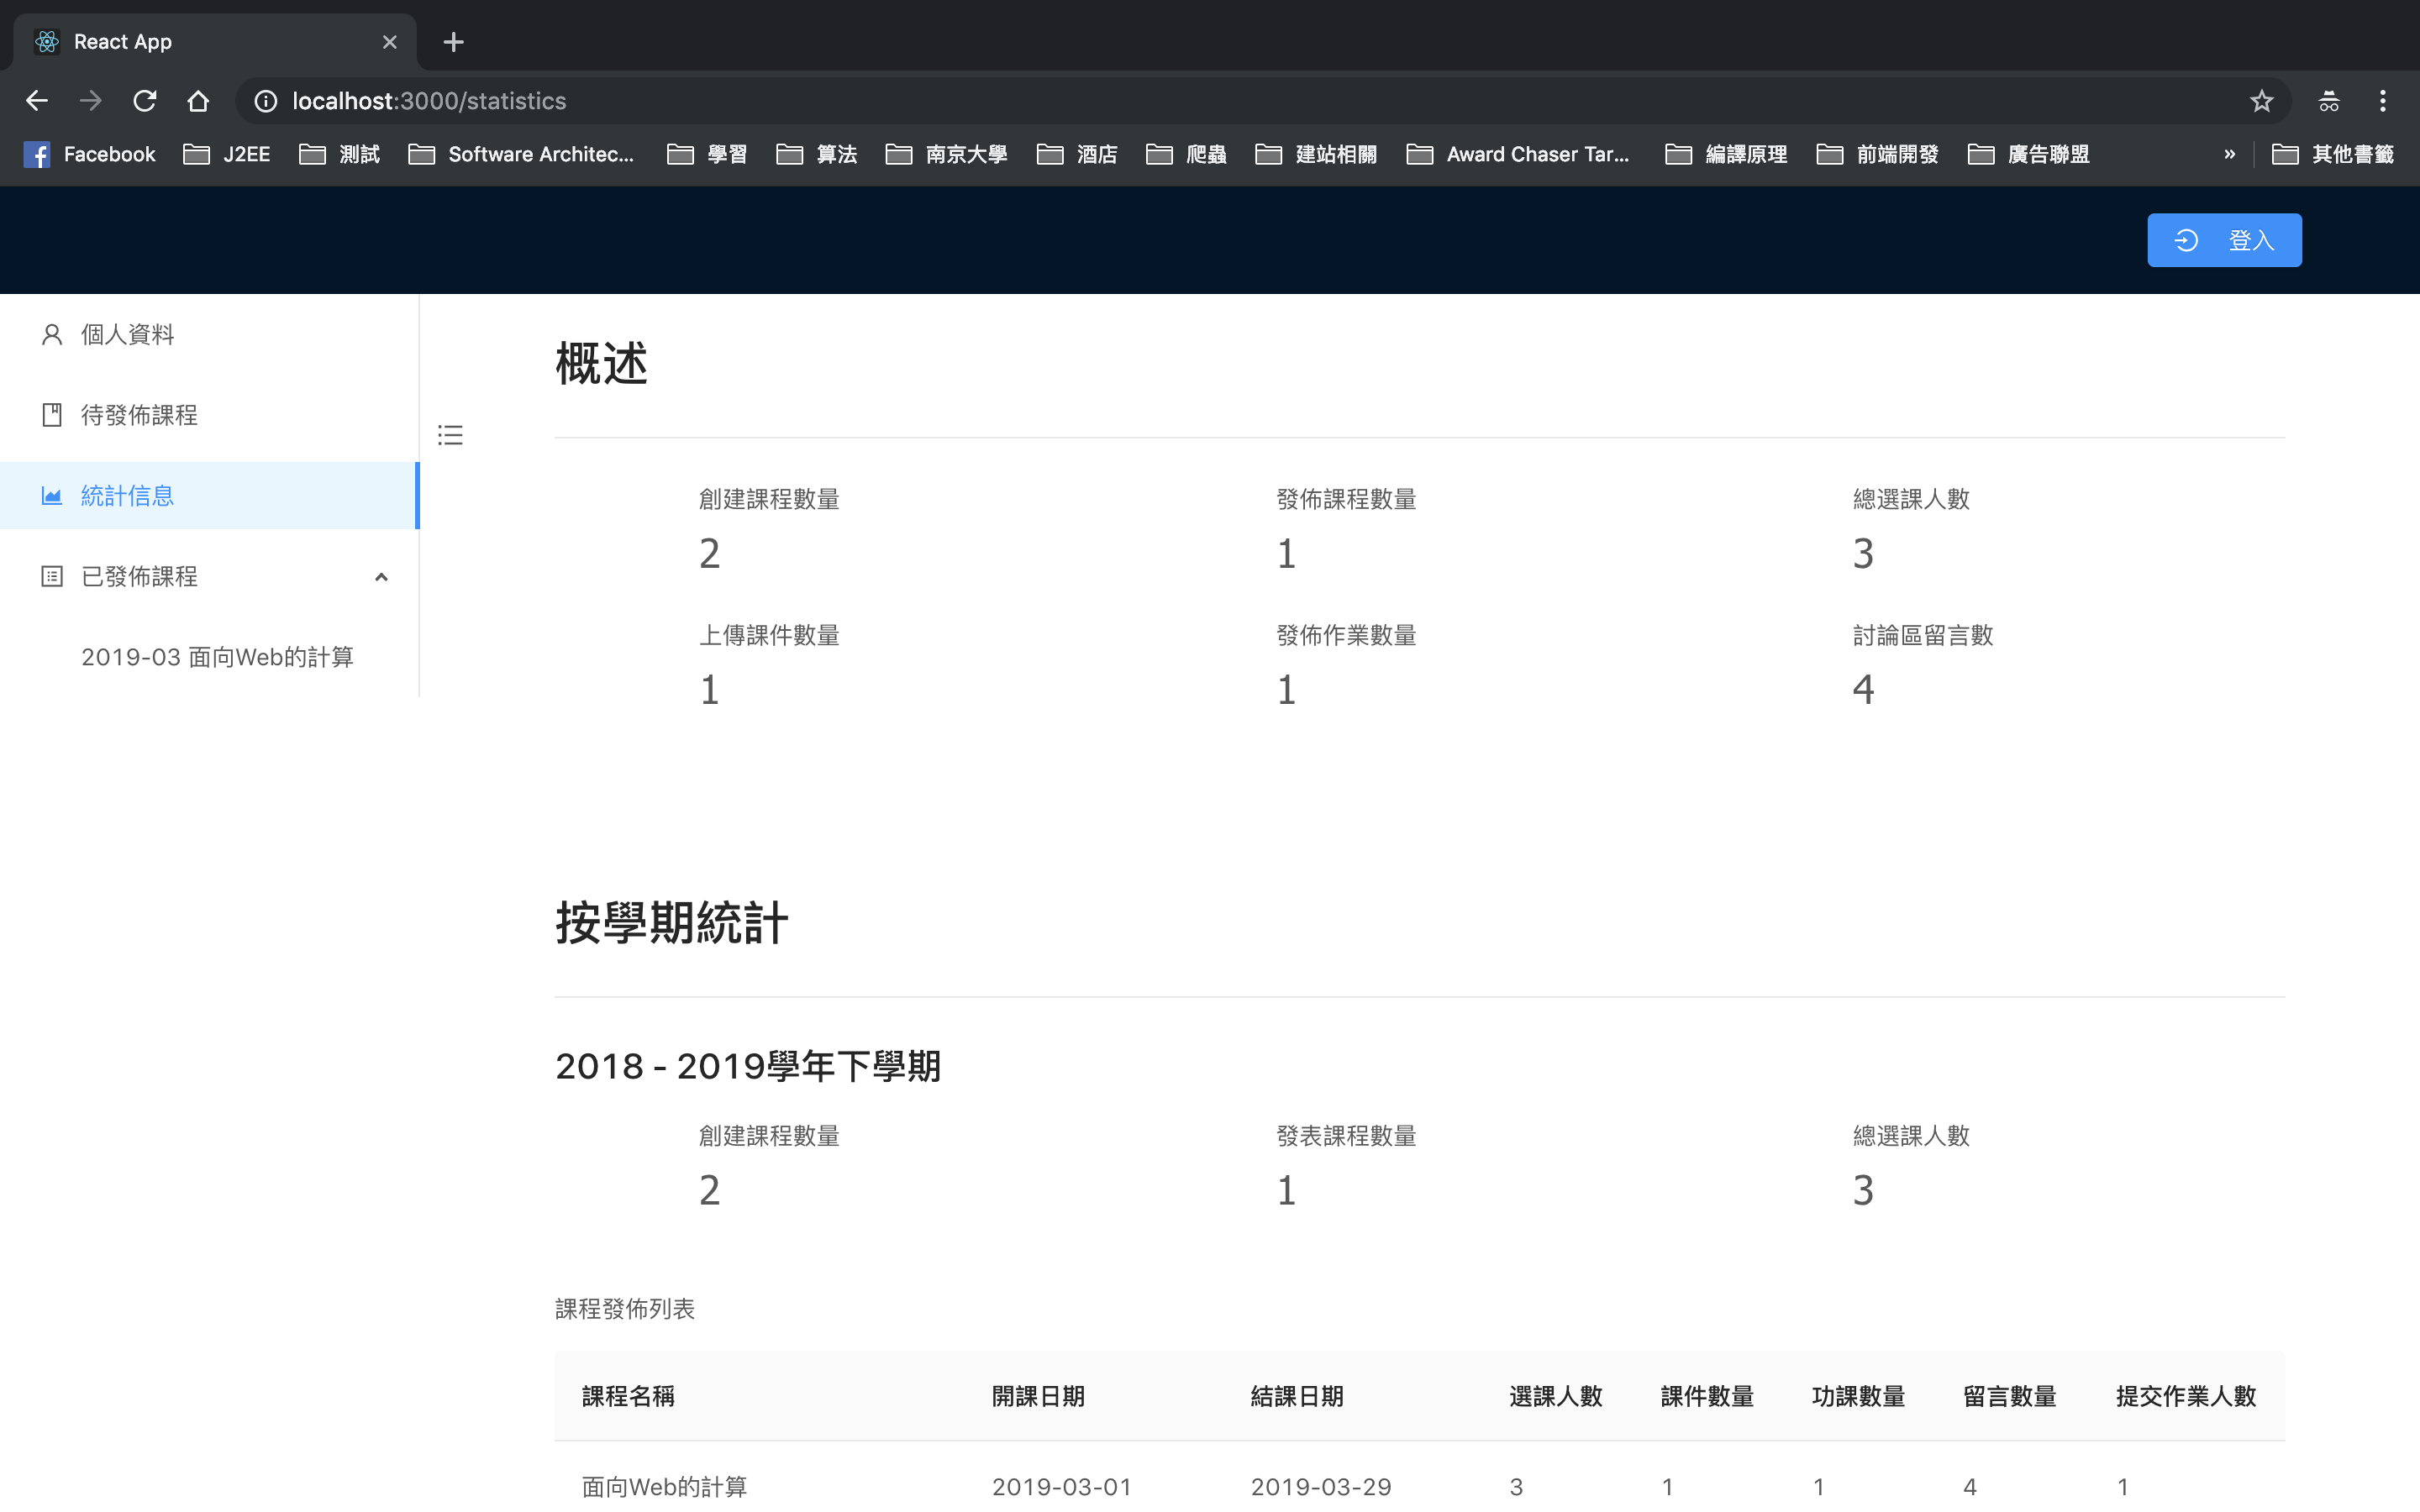 React App
localhost:3000/statistics
Facebook J2EE 測試 Software Architec... 學習 算法 南京大學 酒店 爬蟲 建站相關 Award Chaser Tar... 編譯原理 前端開發 廣告聯盟 » 其他書籤
登入
個人資料
待發佈課程
統計信息
已發佈課程
2019-03 面向Web的計算
概述
創建課程數量 發佈課程數量 總選課人數
2 1 3
上傳課件數量 發佈作業數量 討論區留言數
1 1 4
按學期統計
2018 - 2019學年下學期
創建課程數量 發表課程數量 總選課人數
2 1 3
課程發佈列表
課程名稱 開課日期 結課日期 選課人數 課件數量 功課數量 留言數量 提交作業人數
面向Web的計算 2019-03-01 2019-03-29 3 1 1 4 1